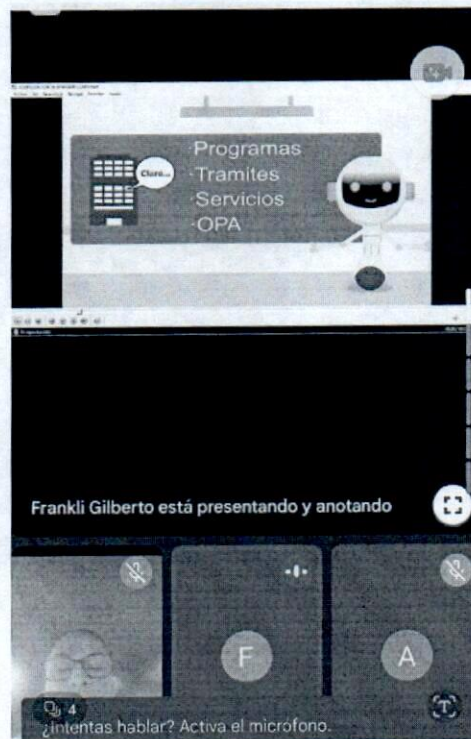 Claro...
·Programas
·Tramites
·Servicios
·OPA
Frankli Gilberto está presentando y anotando
F
A
4
¿Intentas hablar? Activa el micrófono.